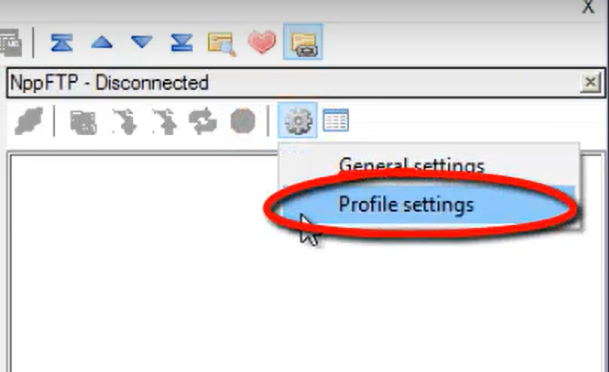 X
NppFTP - Disconnected
General settings
Profile settings